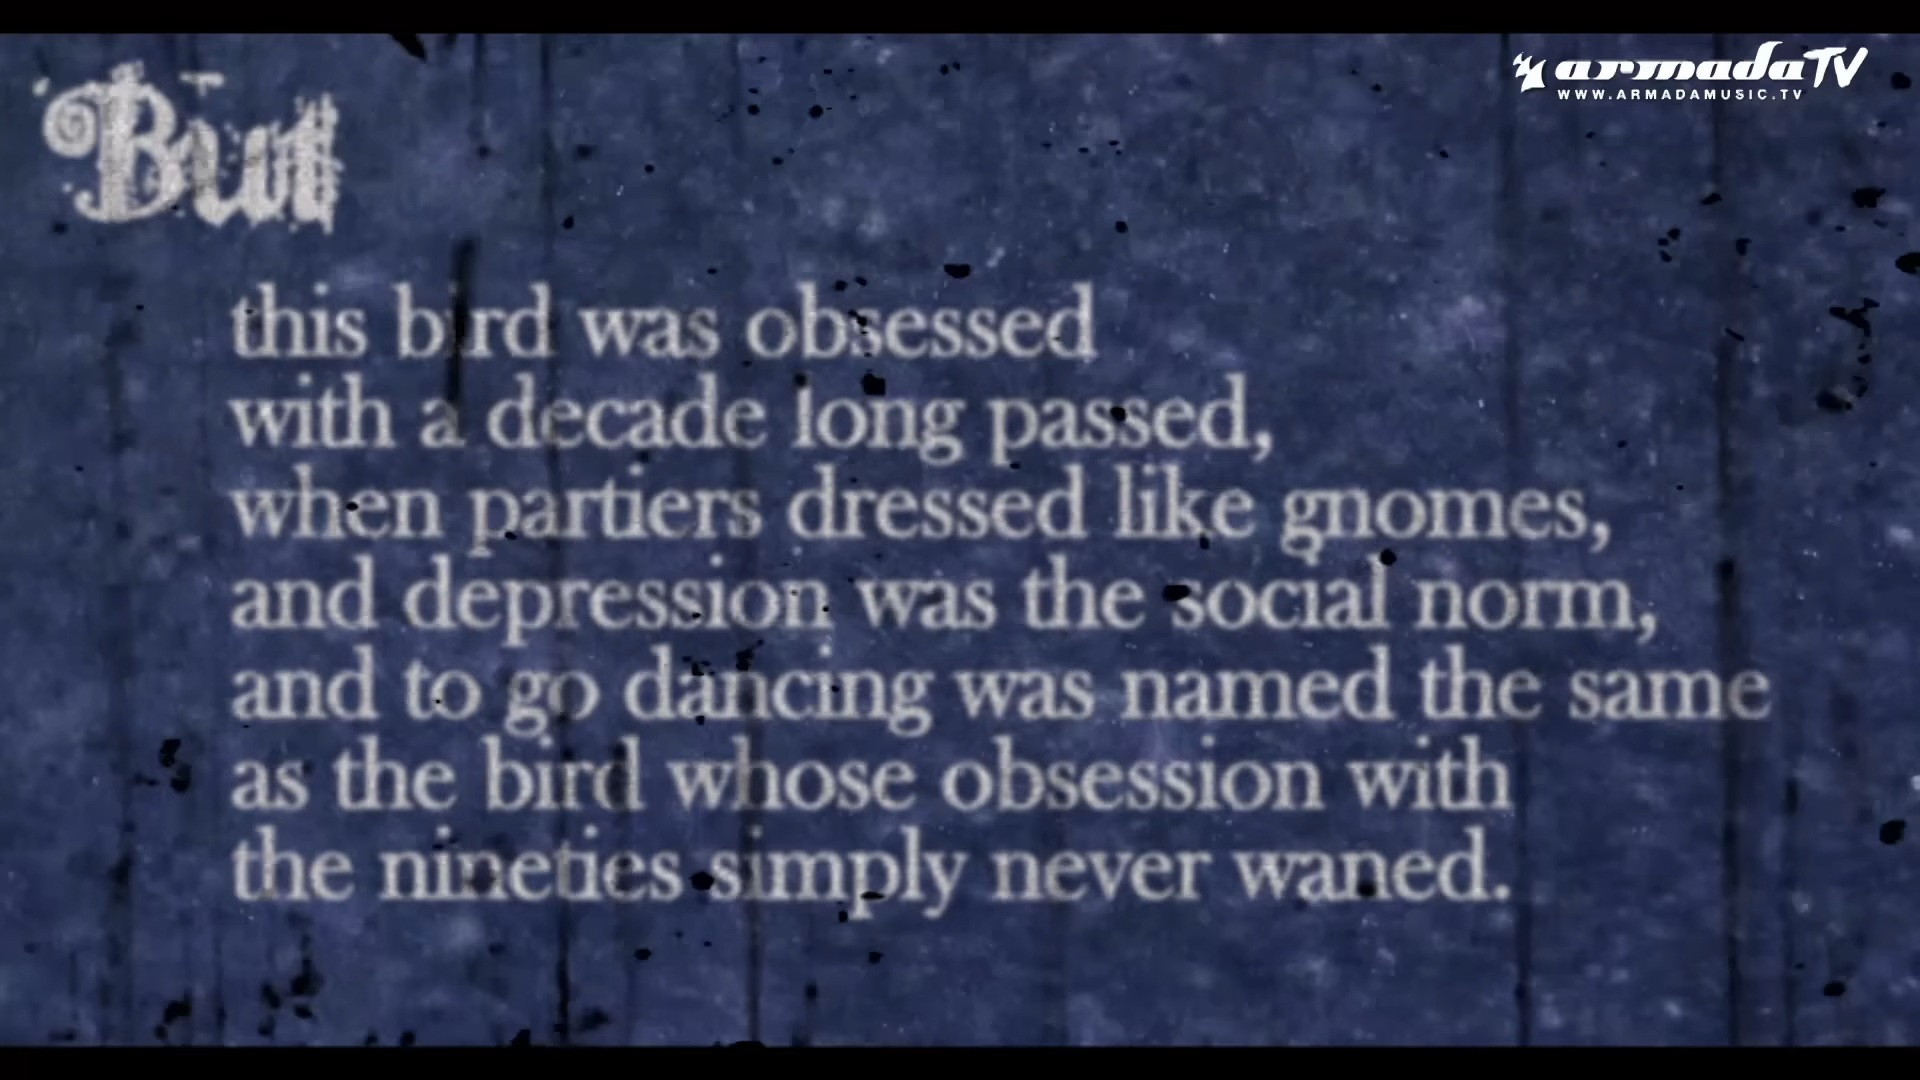 armadaTV
WWW.ARMADAMUSIC.TV
But
this bird was obsessed
with a decade long passed,
when partiers dressed like gnomes,
and depression was the social norm,
and to go dancing was named the same
as the bird whose obsession with
the nineties simply never waned.